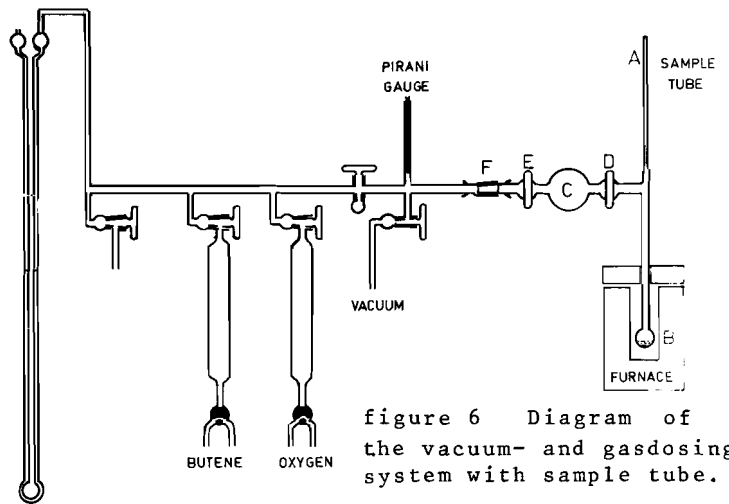 PIRANI
GAUGE
A
SAMPLE
TUBE
F
E
C
D
VACUUM
B
FURNACE
BUTENE
OXYGEN
figure 6 Diagram of
the vacuum- and gasdosing
system with sample tube.